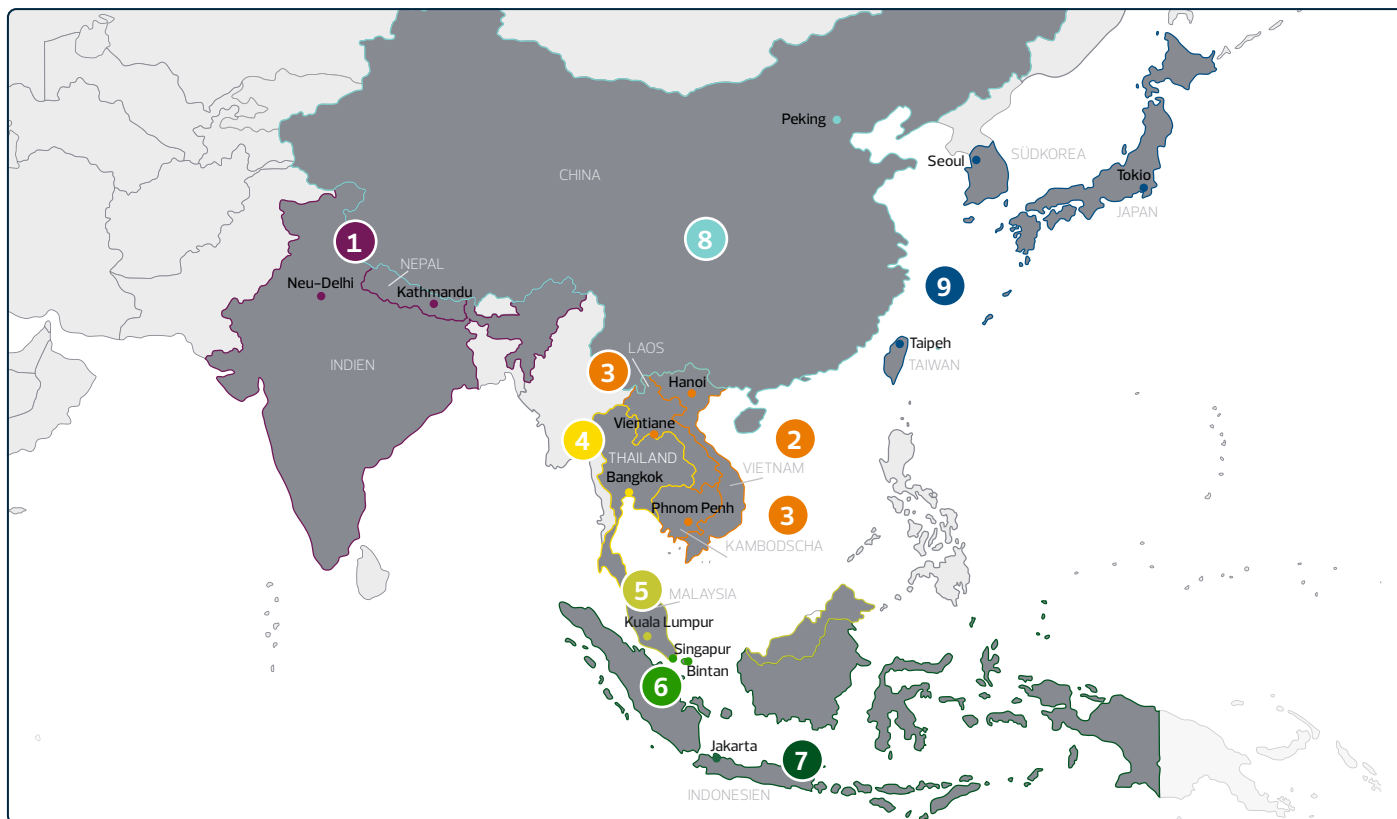 Peking
Seoul
SÜDKOREA
CHINA
Tokio
JAPAN
1
8
NEPAL
Neu-Delhi
Kathmandu
9
Taipeh
TAIWAN
INDIEN
LAOS
3
Hanoi
Vientiane
4
2
THAILAND
VIETNAM
Bangkok
Phnom Penh
3
KAMBODSCHA
5
MALAYSIA
Kuala Lumpur
Singapur
Bintan
6
Jakarta
7
INDONESIEN